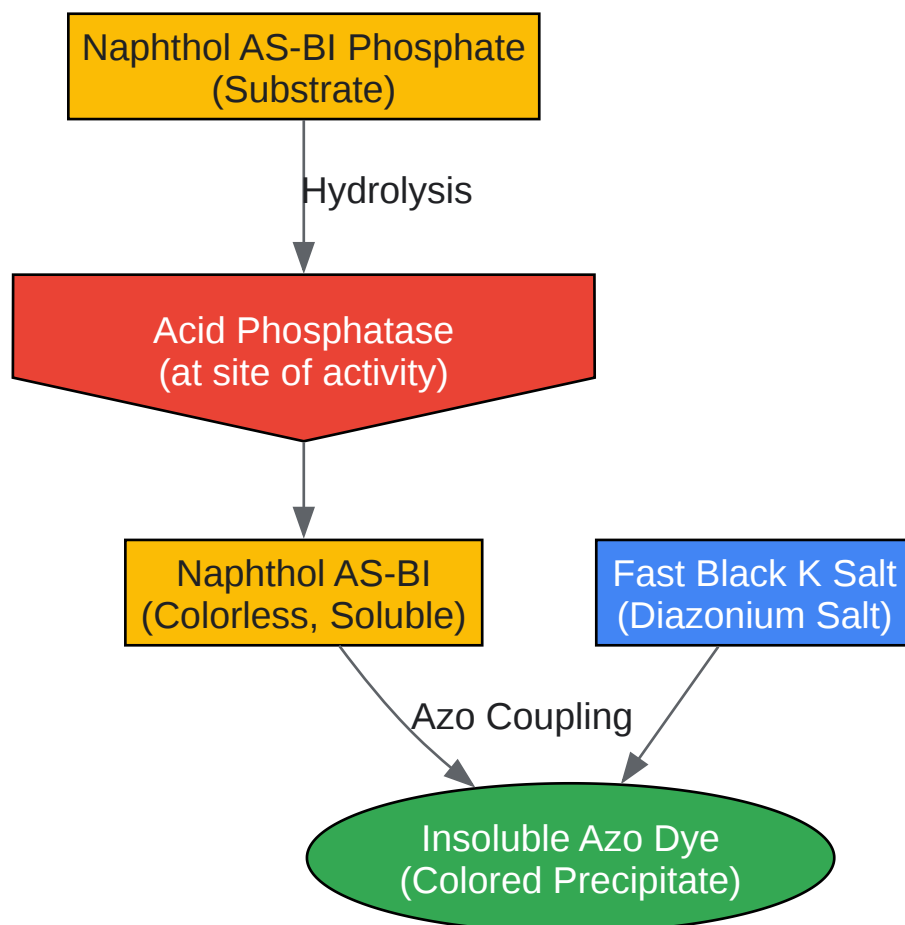 Naphthol AS-BI Phosphate
(Substrate)
Hydrolysis
Acid Phosphatase
(at site of activity)
Naphthol AS-BI
(Colorless, Soluble)
Fast Black K Salt
(Diazonium Salt)
Azo Coupling
Insoluble Azo Dye
(Colored Precipitate)